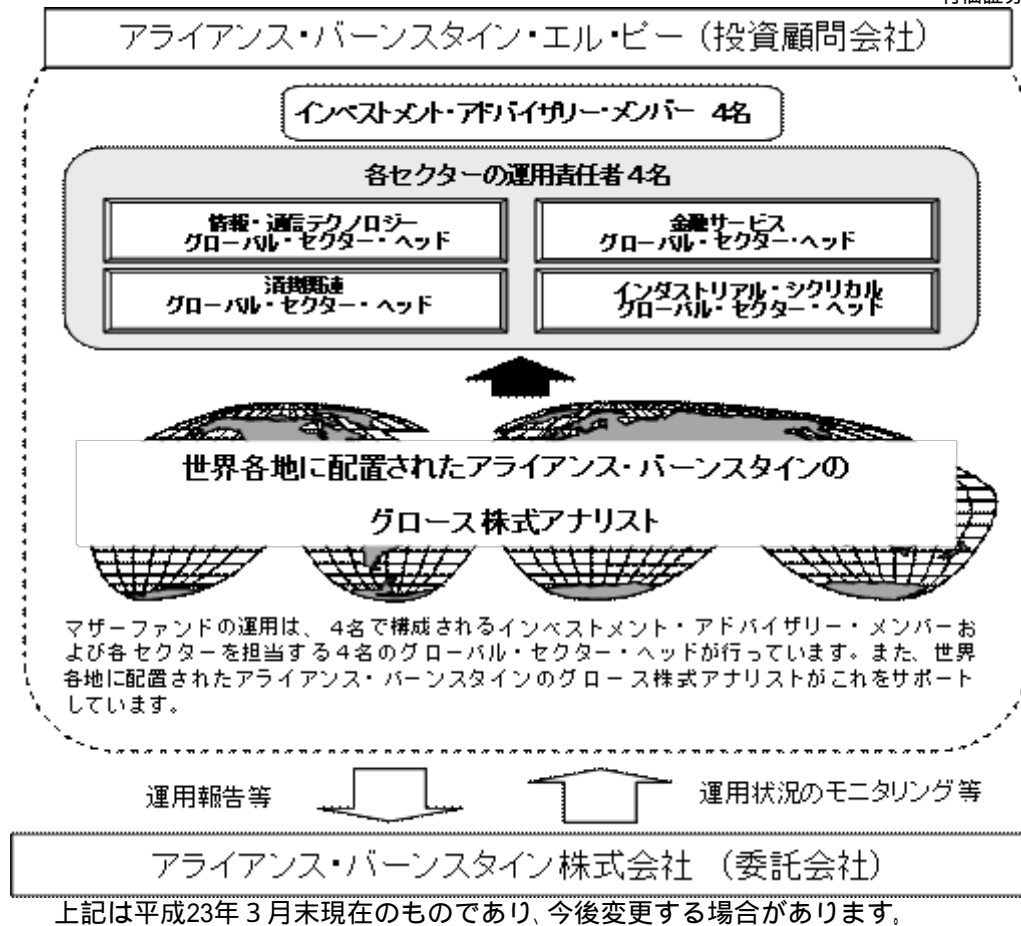 アライアンス・バーンスタイン・エル・ピー（投資顧問会社）
インベストメント・アドバイザリー・メンバー 4名
各セクターの運用責任者４名
情報・通信テクノロジー
グローバル・セクター・ヘッド
金融サービス
グローバル・セクター・ヘッド
消費関連
グローバル・セクター・ヘッド
インダストリアル・シクリカル
グローバル・セクター・ヘッド
世界各地に配置されたアライアンス・バーンスタインの
グロース株式アナリスト
マザーファンドの運用は、4名で構成されるインベストメント・アドバイザリー・メンバーお
よび各セクターを担当する４名のグローバル・セクター・ヘッドが行っています。また、世界
各地に配置されたアライアンス・バーンスタインのグロース株式アナリストがこれをサポート
しています。
運用報告等
運用状況のモニタリング等
アライアンス・バーンスタイン株式会社 （委託会社）
上記は平成23年３月末現在のものであり、今後変更する場合があります。